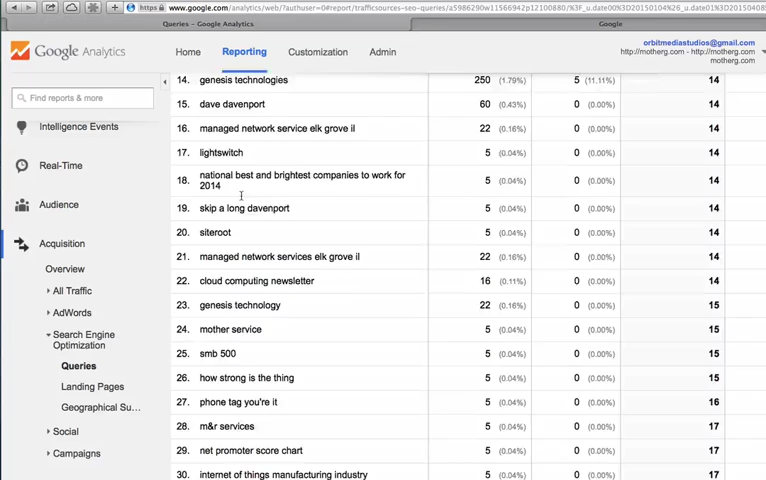 https www.google.com/analytics/web/?authuser=0#report/trafficsources-seo-queries/a5986290w11566942p12100880/%3F_u.date00%3D20150104%26_u.date01%3D201504
Queries – Google Analytics
Google
Google Analytics
Home
Reporting
Customization
Admin
orbitmediastudios@gmail.com
http://motherg.com - http://motherg.com
motherg.com
Find reports & more
Intelligence Events
Real-Time
Audience
Acquisition
Overview
All Traffic
AdWords
Search Engine
Optimization
Queries
Landing Pages
Geographical Su…
Social
Campaigns
14. genesis technologies 250 (1.79%) 5 (11.11%) 14
15. dave davenport 60 (0.43%) 0 (0.00%) 14
16. managed network service elk grove il 22 (0.16%) 0 (0.00%) 14
17. lightswitch 5 (0.04%) 0 (0.00%) 14
18. national best and brightest companies to work for
2014 5 (0.04%) 0 (0.00%) 14
19. skip a long davenport 5 (0.04%) 0 (0.00%) 14
20. siteroot 5 (0.04%) 0 (0.00%) 14
21. managed network services elk grove il 22 (0.16%) 0 (0.00%) 14
22. cloud computing newsletter 16 (0.11%) 0 (0.00%) 14
23. genesis technology 22 (0.16%) 0 (0.00%) 15
24. mother service 5 (0.04%) 0 (0.00%) 15
25. smb 500 5 (0.04%) 0 (0.00%) 15
26. how strong is the thing 5 (0.04%) 0 (0.00%) 15
27. phone tag you're it 5 (0.04%) 0 (0.00%) 16
28. m&r services 5 (0.04%) 0 (0.00%) 17
29. net promoter score chart 5 (0.04%) 0 (0.00%) 17
30. internet of things manufacturing industry 5 (0.04%) 0 (0.00%) 17